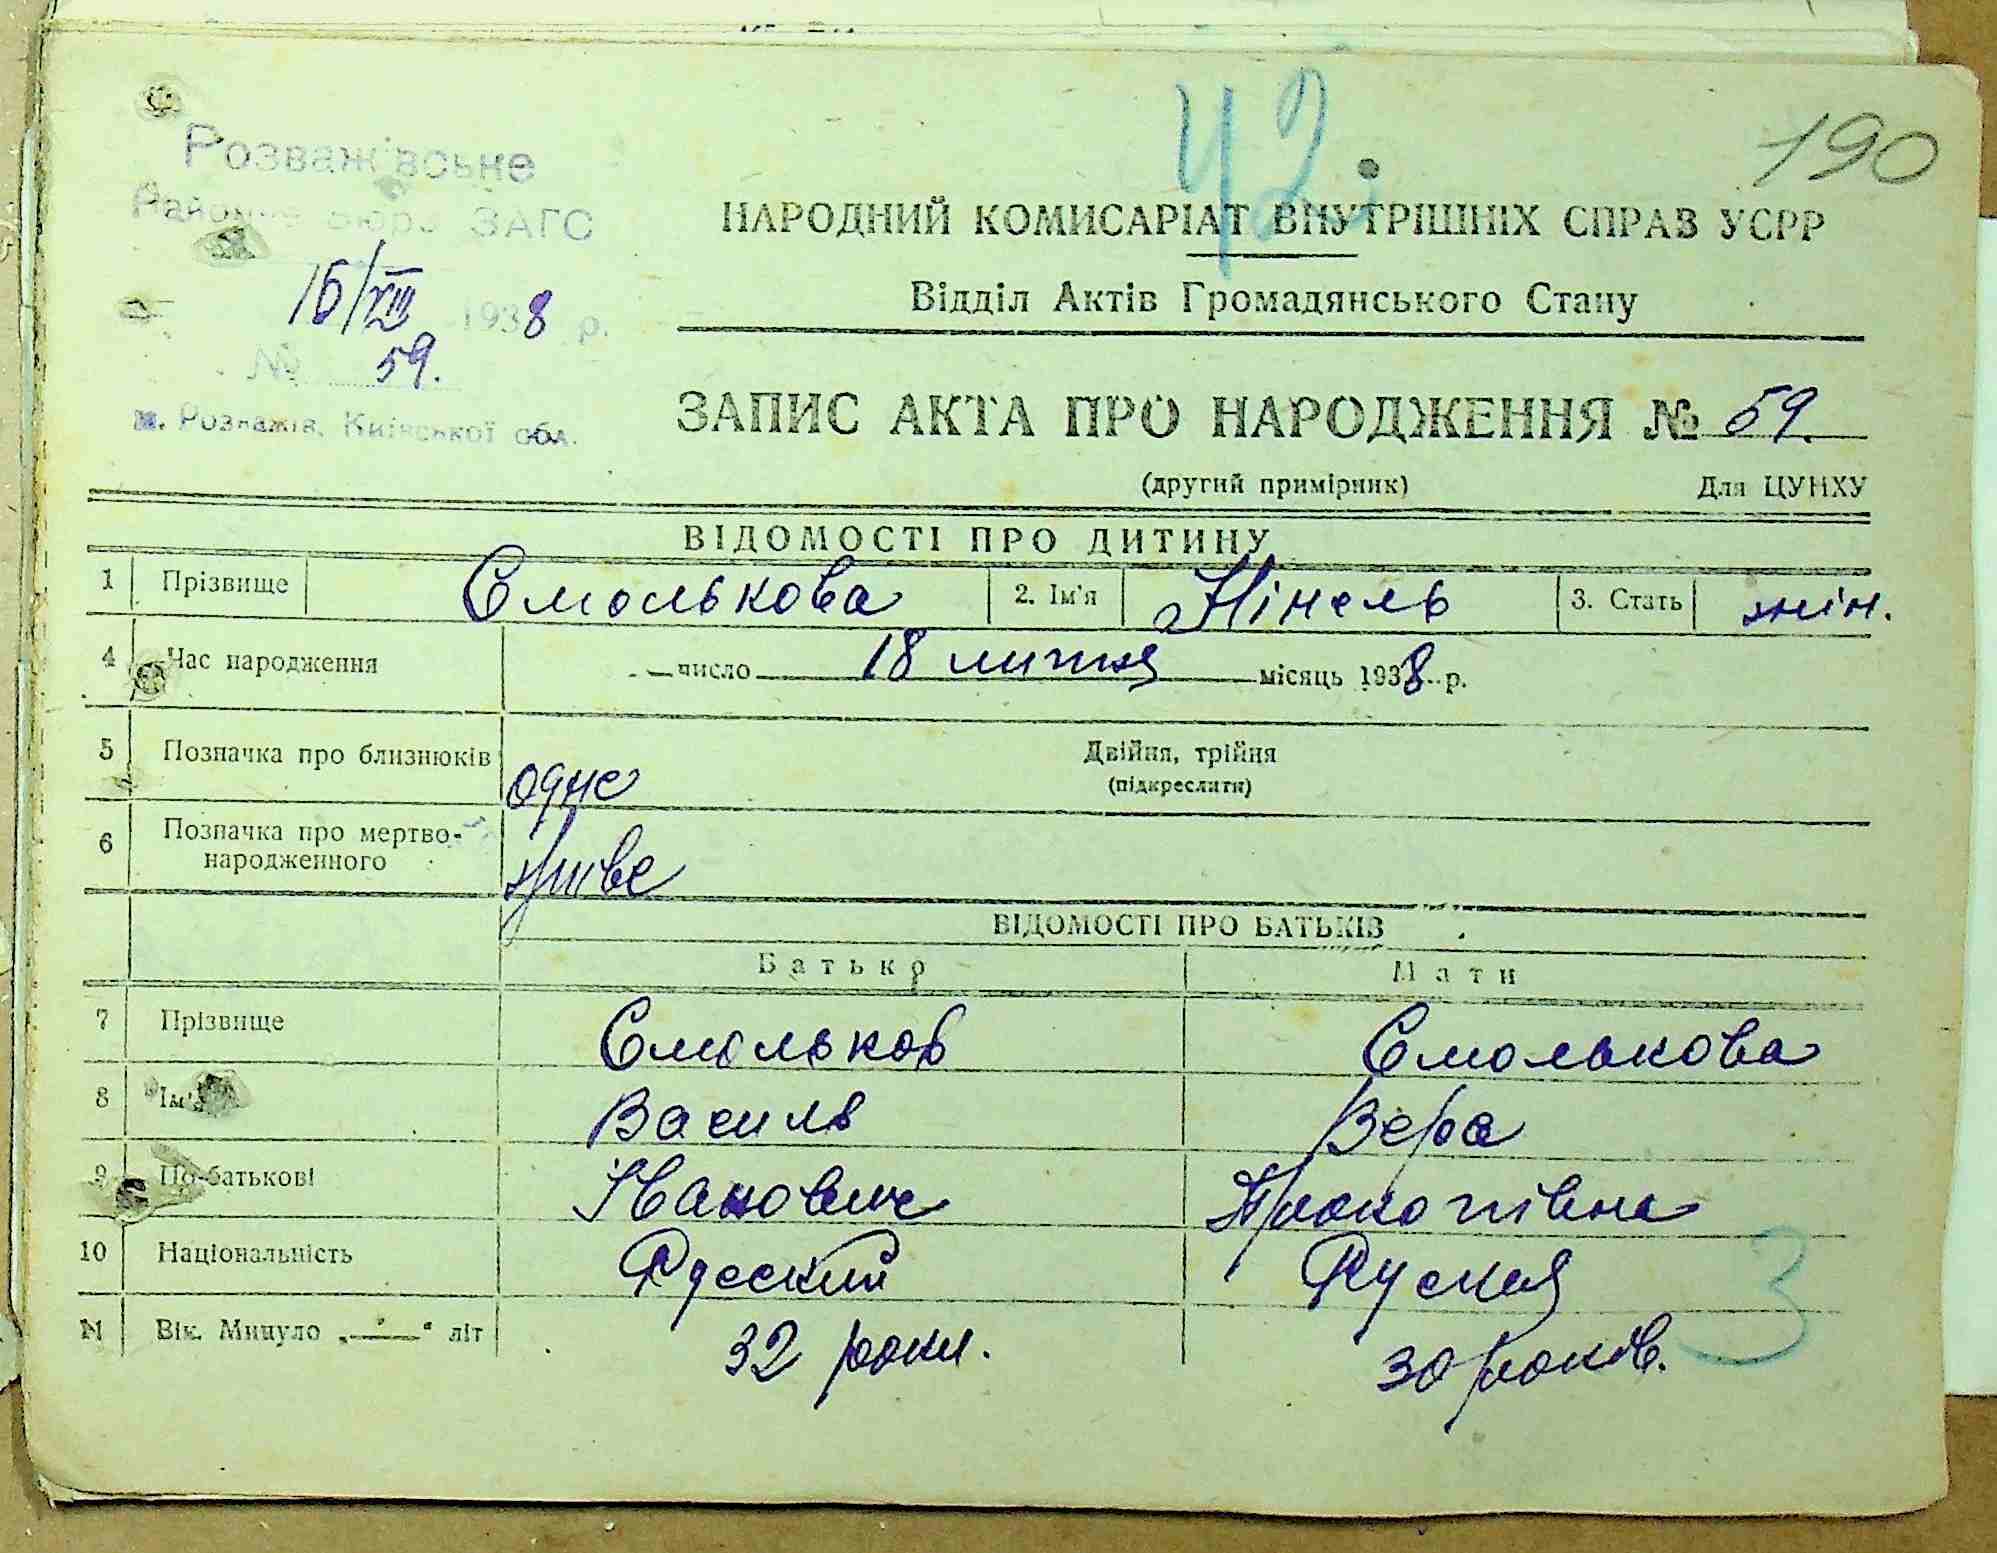 42
190
Розважівське
Районне Бюро ЗАГС
16/VIII 1938 р.
№ 59.
м. Розважів, Київської обл.
НАРОДНИЙ КОМИСАРІАТ ВНУТРІШНІХ СПРАВ УСРР
Відділ Актів Громадянського Стану
ЗАПИС АКТА ПРО НАРОДЖЕННЯ № 59.
(другий примірник) Для ЦУНХУ
ВІДОМОСТІ ПРО ДИТИНУ
1 Прізвище Смолькова 2. Ім'я Нінель 3. Стать жін.
4 Час народження число 18 липня місяць 1938 р.
5 Позначка про близнюків одне Двійня, трійня
(підкреслити)
6 Позначка про мертво-
народженного живе
ВІДОМОСТІ ПРО БАТЬКІВ
Батько Мати
7 Прізвище Смольков Смолькова
8 Ім'я Василь Вера
9 По-батькові Іванович Прокопівна
10 Національність Русский Руская
11 Вік. Минуло „—" літ 32 роки. 30 років.
3